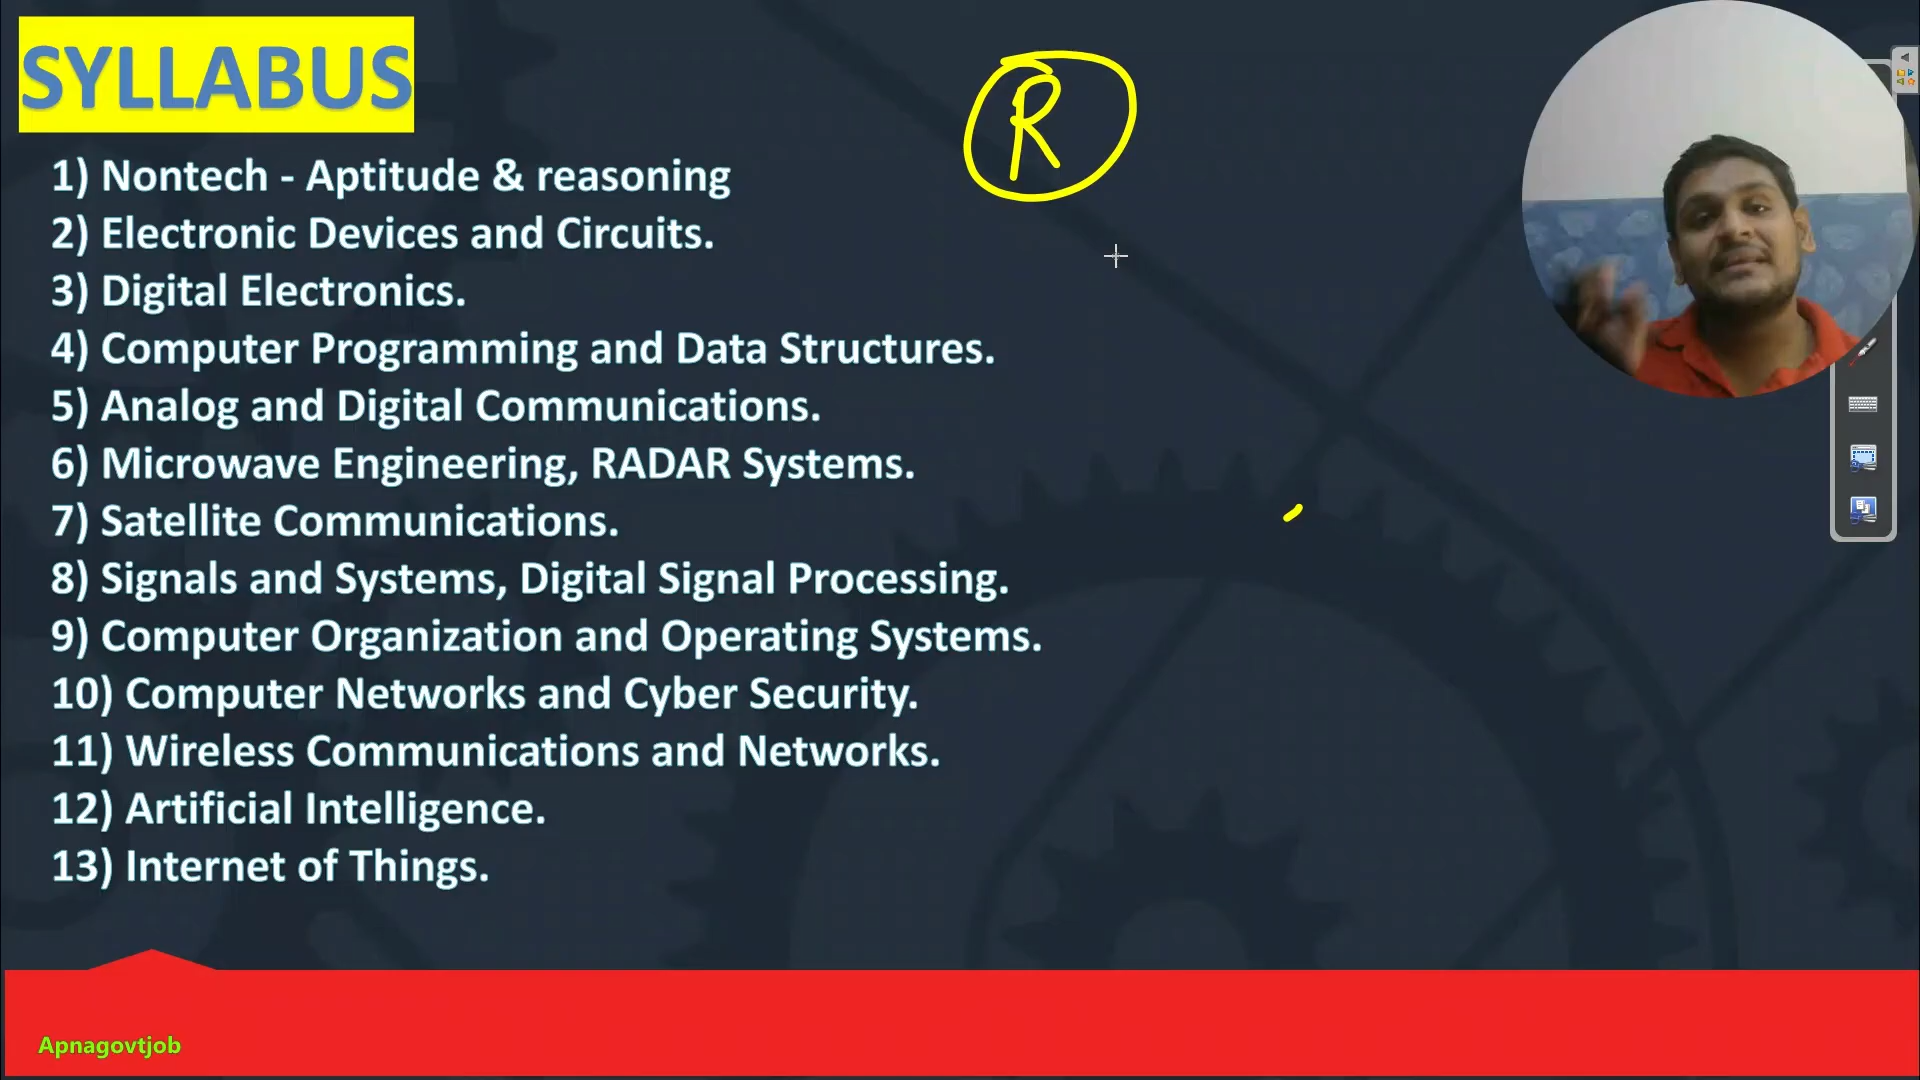 SYLLABUS
R
1) Nontech - Aptitude & reasoning
2) Electronic Devices and Circuits.
3) Digital Electronics.
4) Computer Programming and Data Structures.
5) Analog and Digital Communications.
6) Microwave Engineering, RADAR Systems.
7) Satellite Communications.
8) Signals and Systems, Digital Signal Processing.
9) Computer Organization and Operating Systems.
10) Computer Networks and Cyber Security.
11) Wireless Communications and Networks.
12) Artificial Intelligence.
13) Internet of Things.
Apnagovtjob